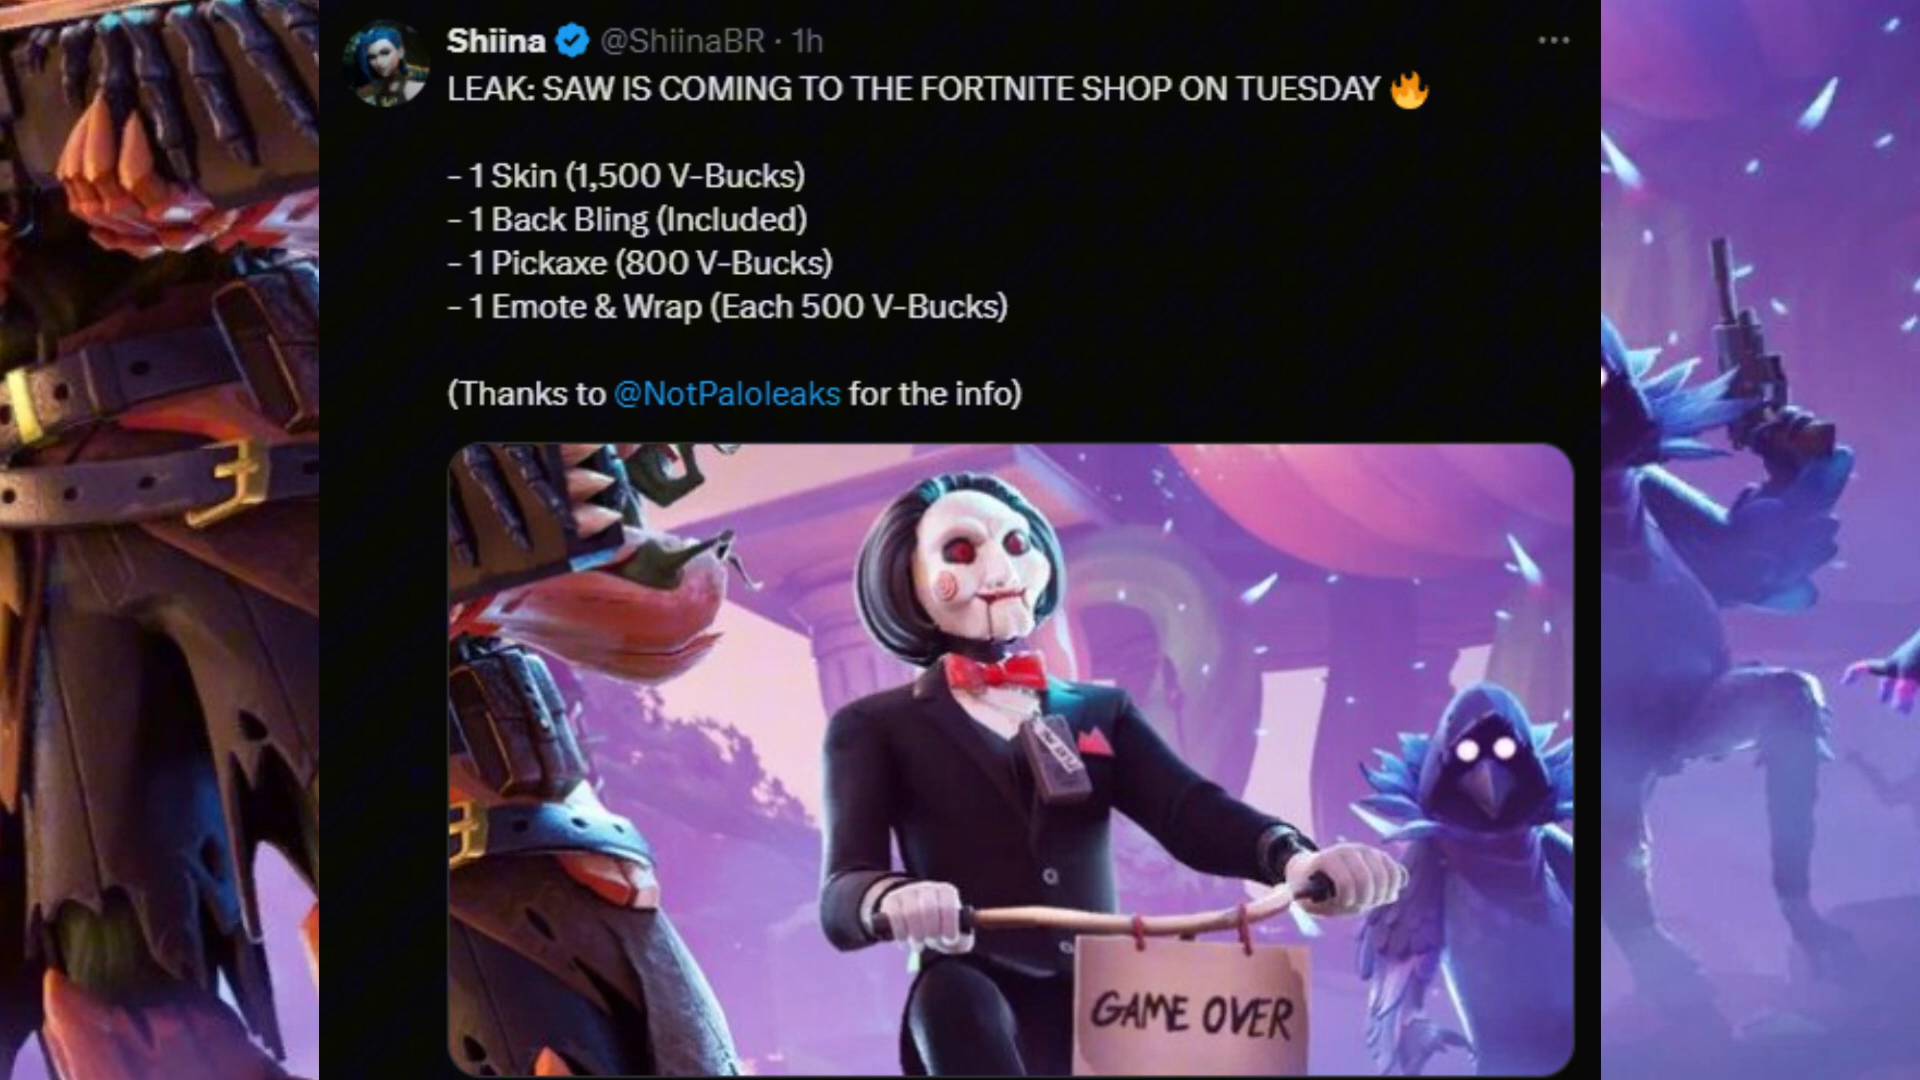 Shiina @ShiinaBR · 1h
LEAK: SAW IS COMING TO THE FORTNITE SHOP ON TUESDAY 🔥
- 1 Skin (1,500 V-Bucks)
- 1 Back Bling (Included)
- 1 Pickaxe (800 V-Bucks)
- 1 Emote & Wrap (Each 500 V-Bucks)
(Thanks to @NotPaloleaks for the info)
GAME OVER